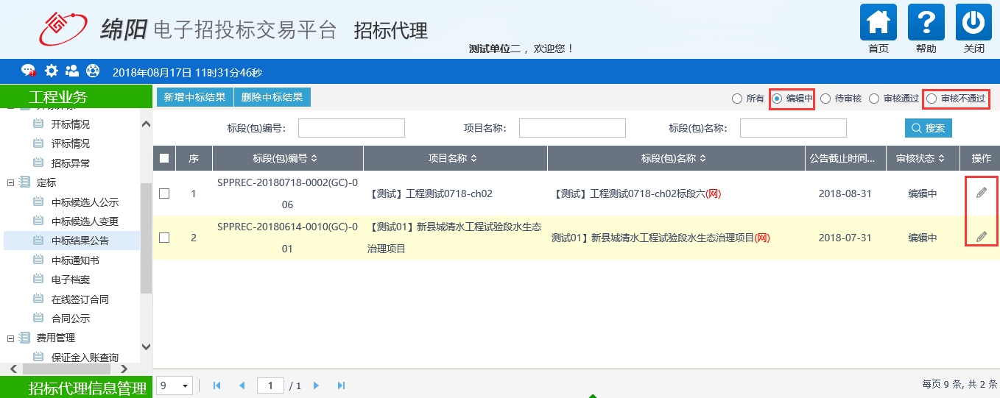 绵阳 电子招投标交易平台 招标代理
测试单位二 ，欢迎您！
首页 帮助 关闭
2018年08月17日 11时31分46秒
工程业务
开标情况
评标情况
招标异常
定标
中标候选人公示
中标候选人变更
中标结果公告
中标通知书
电子档案
在线签订合同
合同公示
费用管理
保证金入账查询
招标代理信息管理
新增中标结果 删除中标结果
所有 编辑中 待审核 审核通过 审核不通过
标段(包)编号： 项目名称： 标段(包)名称： 搜索
序 标段(包)编号 项目名称 标段(包)名称 公告截止时间... 审核状态 操作
1 SPPREC-20180718-0002(GC)-0
06 【测试】工程测试0718-ch02 【测试】工程测试0718-ch02标段六(网) 2018-08-31 编辑中
2 SPPREC-20180614-0010(GC)-0
01 【测试01】新县城清水工程试验段水生态
治理项目 测试01】新县城清水工程试验段水生态治理项目(网) 2018-07-31 编辑中
9 1 / 1 每页 9 条, 共 2 条